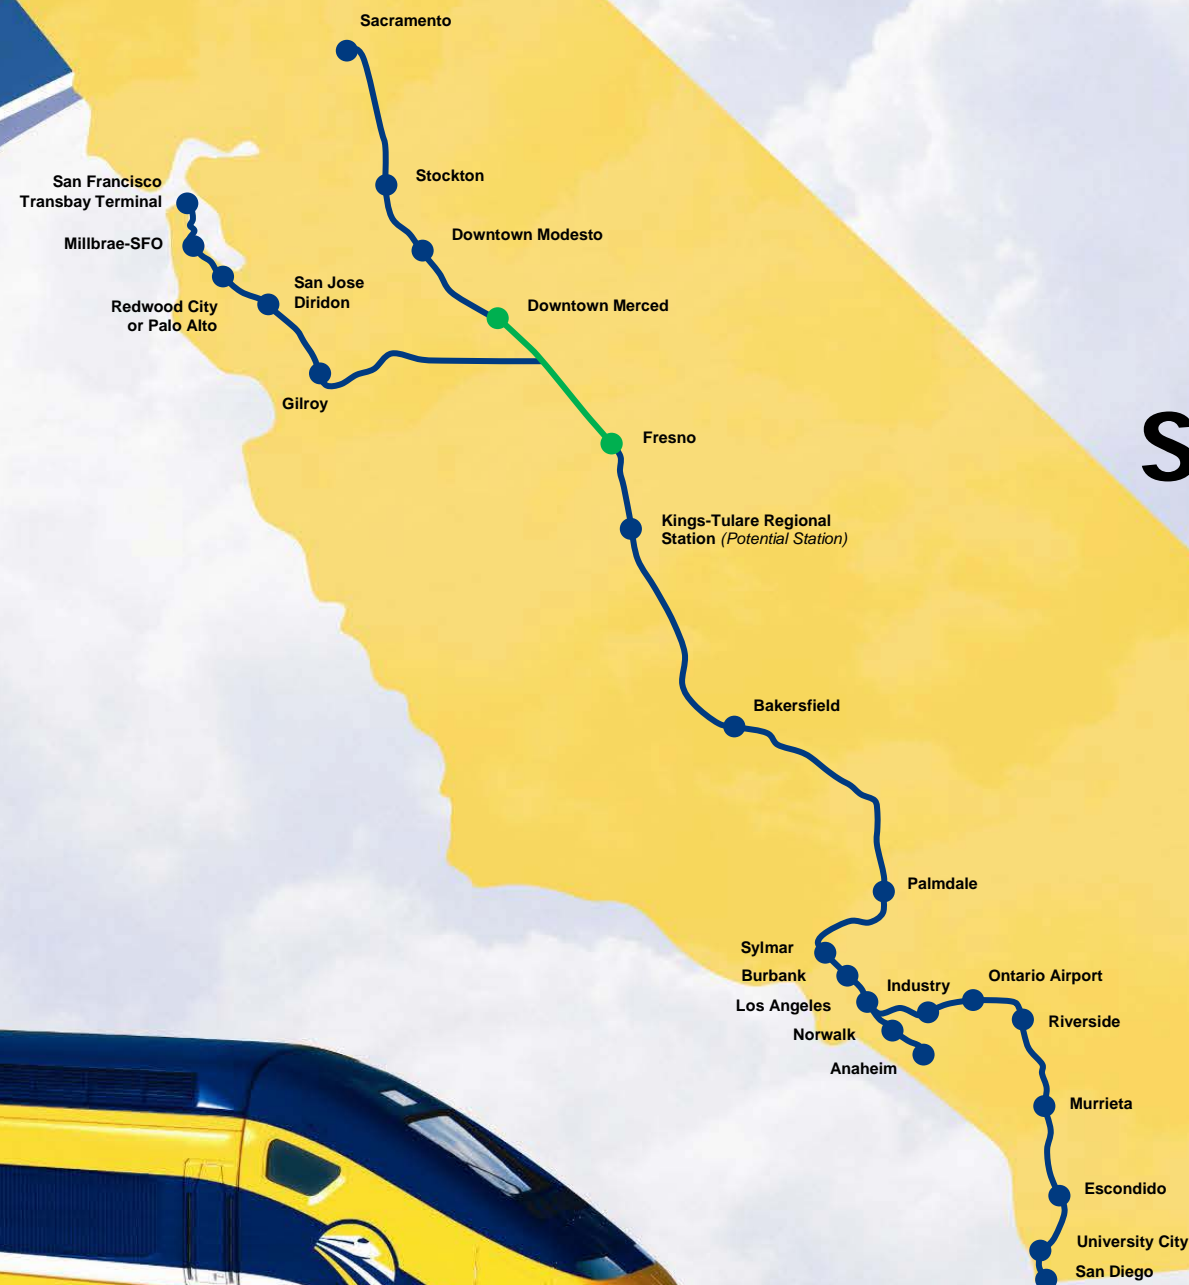 Sacramento
San Francisco
Transbay Terminal
Stockton
Millbrae-SFO
Downtown Modesto
San Jose
Diridon
Redwood City
or Palo Alto
Downtown Merced
Gilroy
Fresno
S
Kings-Tulare Regional
Station (Potential Station)
Bakersfield
Palmdale
Sylmar
Burbank
Industry
Ontario Airport
Los Angeles
Riverside
Norwalk
Anaheim
Murrieta
Escondido
University City
San Diego